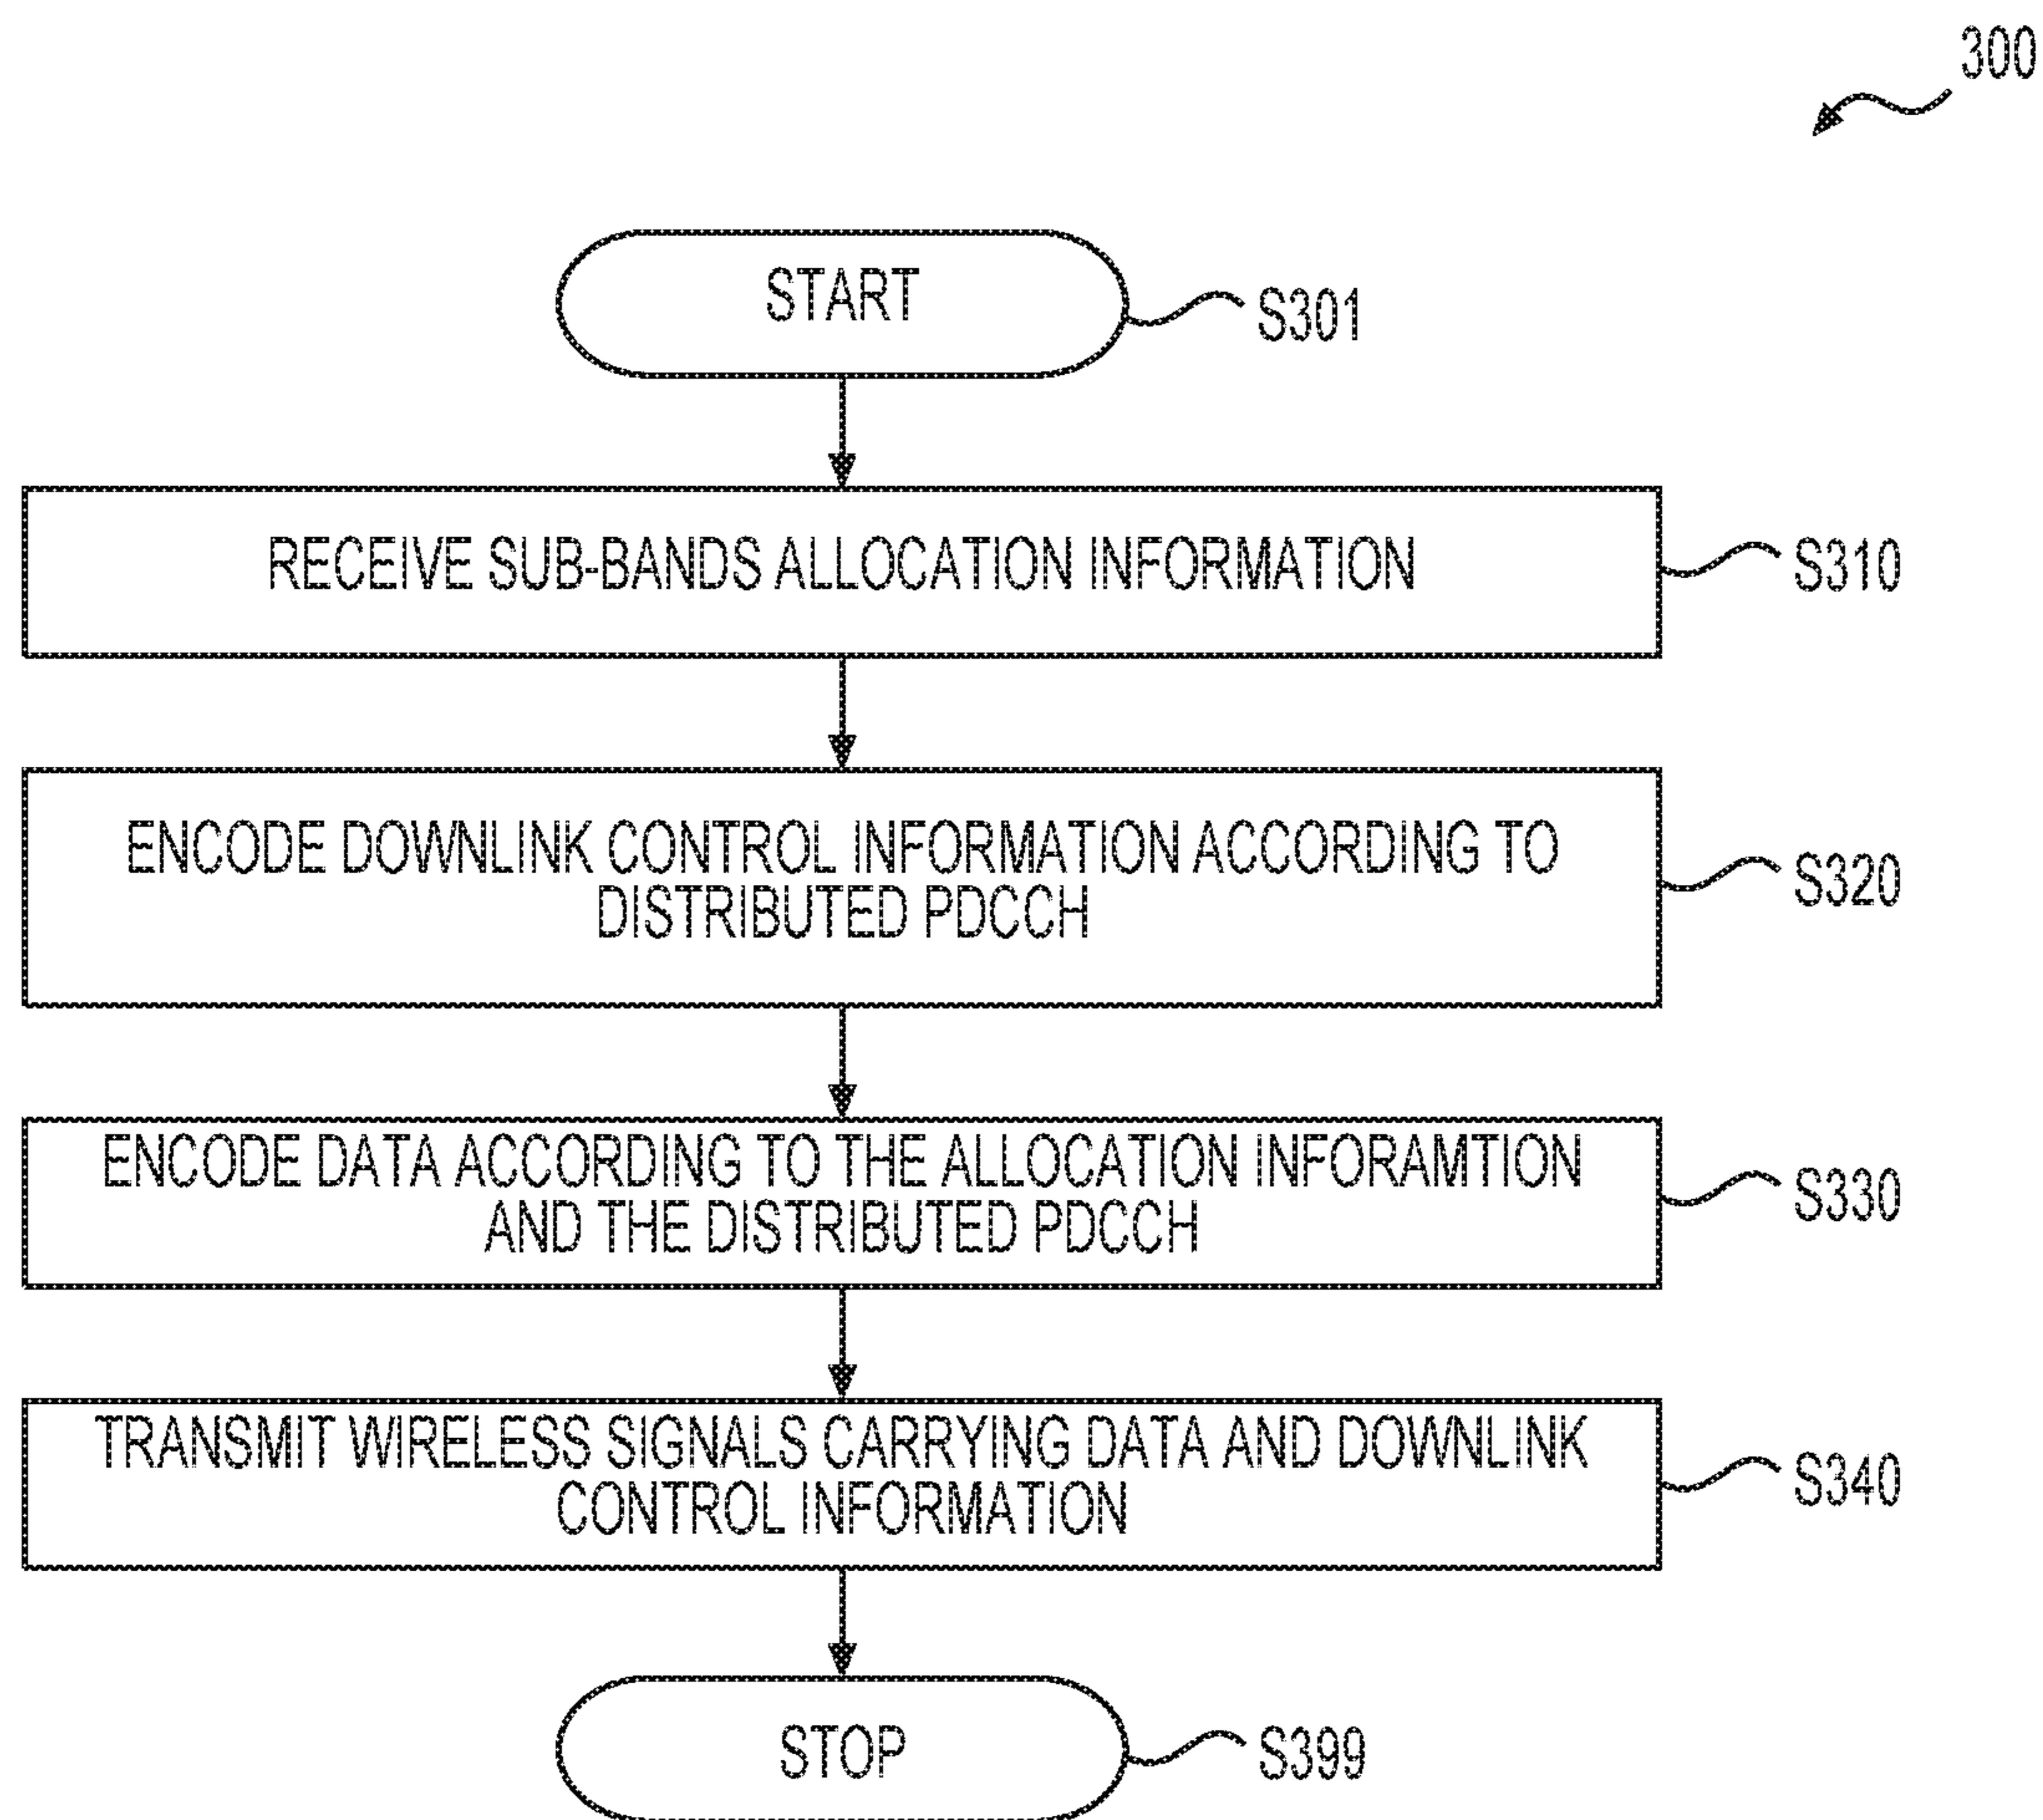 300
START
S301
RECEIVE SUB-BANDS ALLOCATION INFORMATION
S310
ENCODE DOWNLINK CONTROL INFORMATION ACCORDING TO
DISTRIBUTED PDCCH
S320
ENCODE DATA ACCORDING TO THE ALLOCATION INFORAMTION
AND THE DISTRIBUTED PDCCH
S330
TRANSMIT WIRELESS SIGNALS CARRYING DATA AND DOWNLINK
CONTROL INFORMATION
S340
STOP
S399